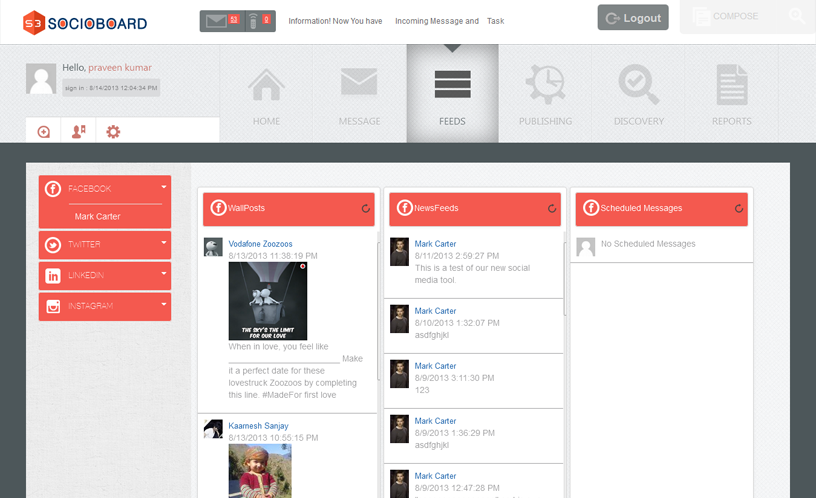 S3 SOCIOBOARD
53
0
Information! Now You have Incoming Message and Task
Logout
COMPOSE
Hello, praveen kumar
sign in : 8/14/2013 12:04:34 PM
HOME
MESSAGE
FEEDS
PUBLISHING
DISCOVERY
REPORTS
FACEBOOK
Mark Carter
TWITTER
LINKEDIN
INSTAGRAM
WallPosts
Vodafone Zoozoos
8/13/2013 11:38:19 PM
THE SKY'S THE LIMIT
FOR OUR LOVE
When in love, you feel like
________________________ Make
it a perfect date for these
lovestruck Zoozoos by completing
this line. #MadeFor first love
Kaamesh Sanjay
8/13/2013 10:55:15 PM
NewsFeeds
Mark Carter
8/11/2013 2:59:27 PM
This is a test of our new social
media tool.
Mark Carter
8/10/2013 1:32:07 PM
asdfghjkl
Mark Carter
8/9/2013 3:11:30 PM
123
Mark Carter
8/9/2013 1:36:29 PM
asdfghjkl
Mark Carter
8/9/2013 12:47:28 PM
Scheduled Messages
No Scheduled Messages